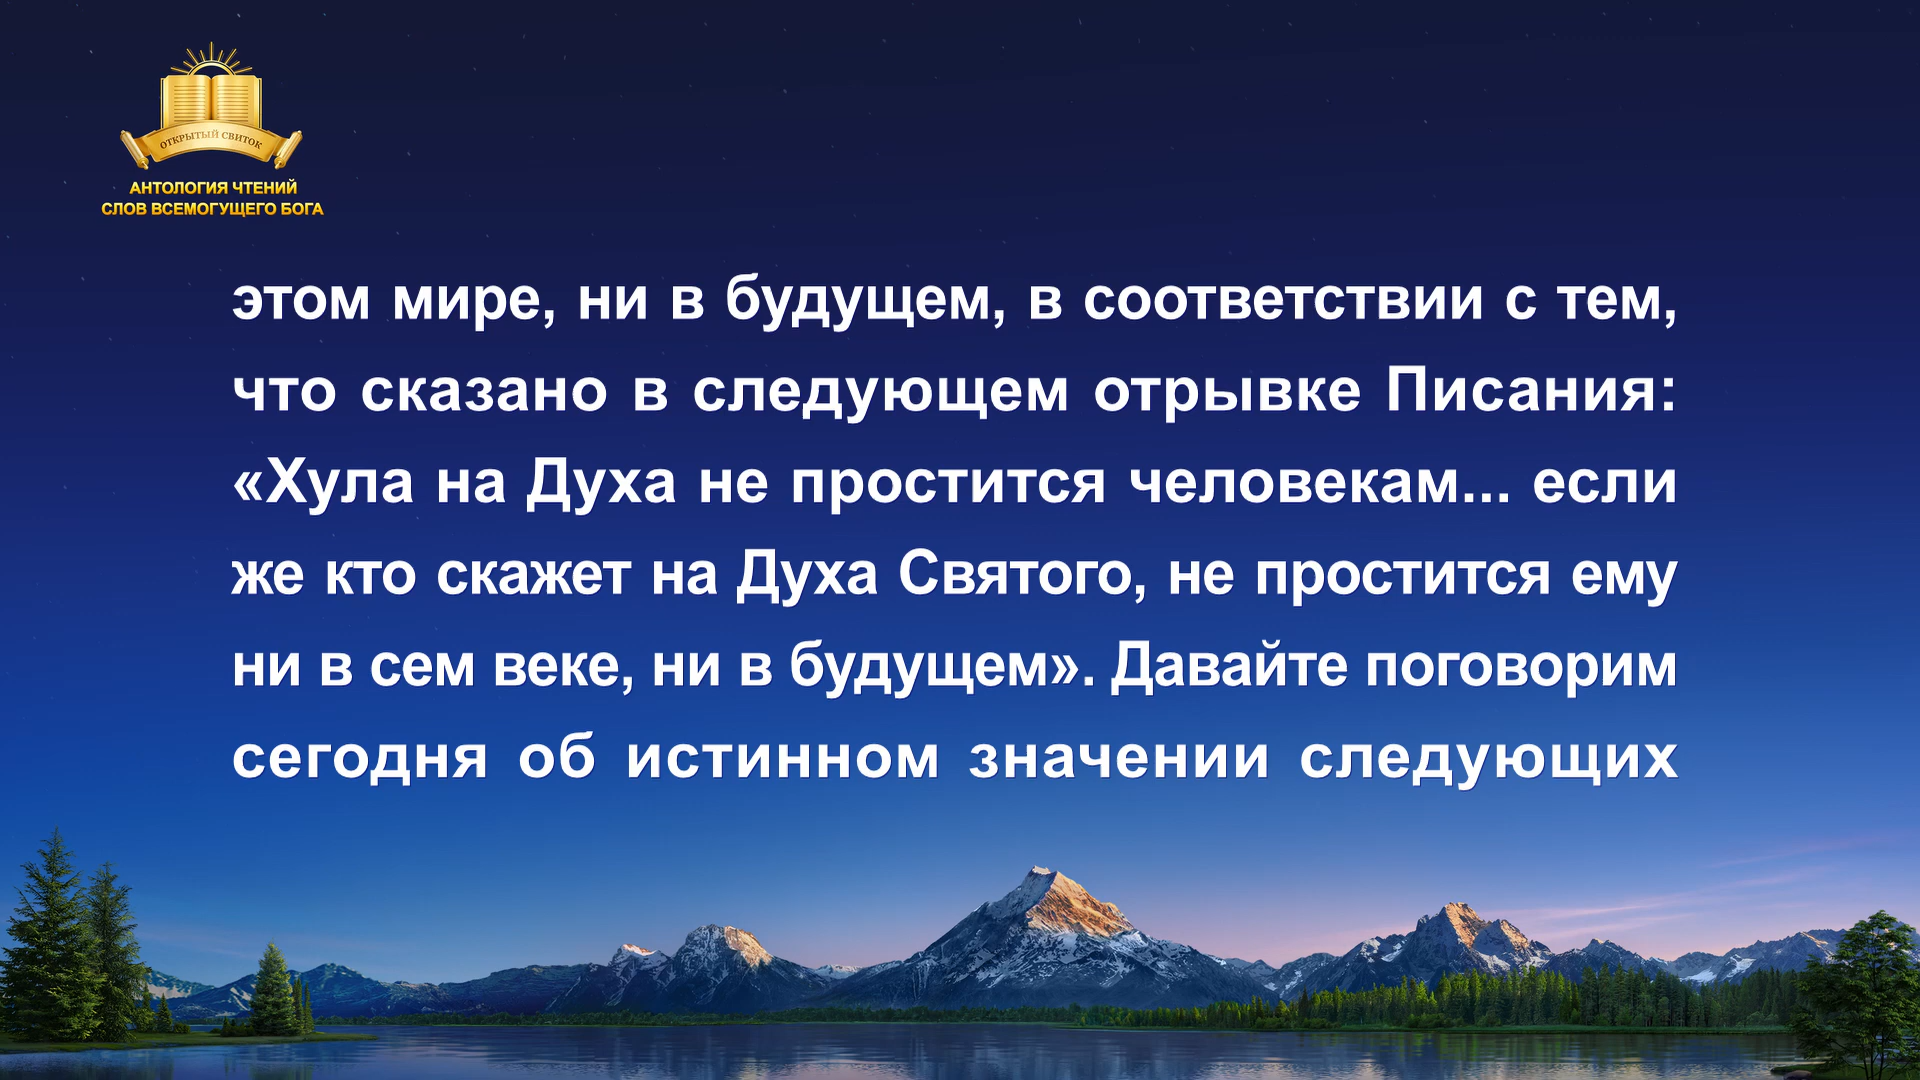 ОТКРЫТЫЙ СВИТОК
АНТОЛОГИЯ ЧТЕНИЙ
СЛОВ ВСЕМОГУЩЕГО БОГА
этом мире, ни в будущем, в соответствии с тем,
что сказано в следующем отрывке Писания:
«Хула на Духа не простится человекам... если
же кто скажет на Духа Святого, не простится ему
ни в сем веке, ни в будущем». Давайте поговорим
сегодня об истинном значении следующих